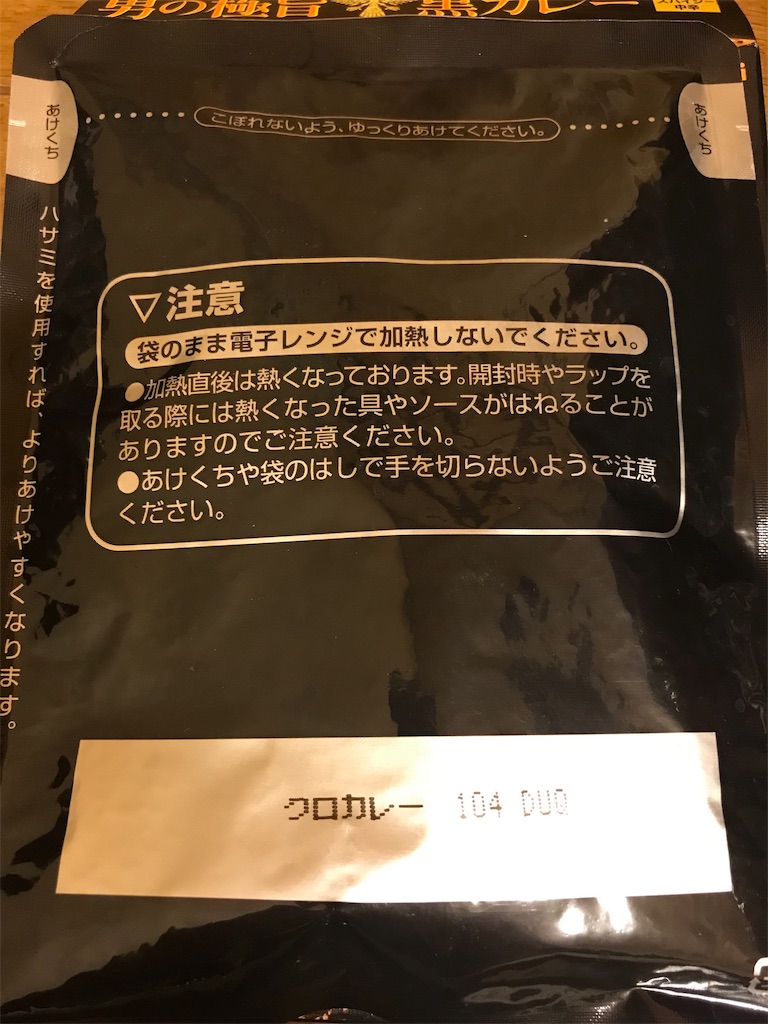 男の極旨 黒カレー
スパイシー
中辛
あけくち
こぼれないよう、ゆっくりあけてください。
あけくち
ハサミを使用すれば、よりあけやすくなります。
▽注意
袋のまま電子レンジで加熱しないでください。
●加熱直後は熱くなっております。開封時やラップを
取る際には熱くなった具やソースがはねることが
ありますのでご注意ください。
●あけくちや袋のはしで手を切らないようご注意
ください。
クロカレー 104 DUQ